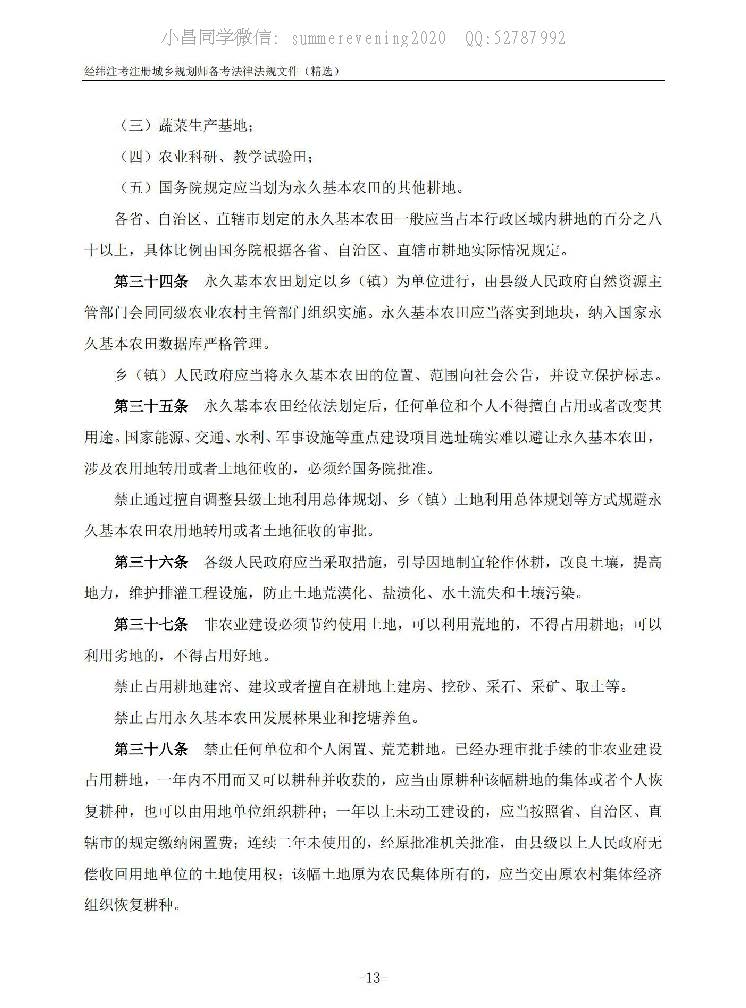 小昌同学微信: summerevening2020 QQ:52787992
经纬注考注册城乡规划师备考法律法规文件（精选）
（三）蔬菜生产基地；
（四）农业科研、教学试验田；
（五）国务院规定应当划为永久基本农田的其他耕地。
各省、自治区、直辖市划定的永久基本农田一般应当占本行政区域内耕地的百分之八
十以上，具体比例由国务院根据各省、自治区、直辖市耕地实际情况规定。
第三十四条 永久基本农田划定以乡（镇）为单位进行，由县级人民政府自然资源主
管部门会同同级农业农村主管部门组织实施。永久基本农田应当落实到地块，纳入国家永
久基本农田数据库严格管理。
乡（镇）人民政府应当将永久基本农田的位置、范围向社会公告，并设立保护标志。
第三十五条 永久基本农田经依法划定后，任何单位和个人不得擅自占用或者改变其
用途。国家能源、交通、水利、军事设施等重点建设项目选址确实难以避让永久基本农田，
涉及农用地转用或者土地征收的，必须经国务院批准。
禁止通过擅自调整县级土地利用总体规划、乡（镇）土地利用总体规划等方式规避永
久基本农田农用地转用或者土地征收的审批。
第三十六条 各级人民政府应当采取措施，引导因地制宜轮作休耕，改良土壤，提高
地力，维护排灌工程设施，防止土地荒漠化、盐渍化、水土流失和土壤污染。
第三十七条 非农业建设必须节约使用土地，可以利用荒地的，不得占用耕地；可以
利用劣地的，不得占用好地。
禁止占用耕地建窑、建坟或者擅自在耕地上建房、挖砂、采石、采矿、取土等。
禁止占用永久基本农田发展林果业和挖塘养鱼。
第三十八条 禁止任何单位和个人闲置、荒芜耕地。已经办理审批手续的非农业建设
占用耕地，一年内不用而又可以耕种并收获的，应当由原耕种该幅耕地的集体或者个人恢
复耕种，也可以由用地单位组织耕种；一年以上未动工建设的，应当按照省、自治区、直
辖市的规定缴纳闲置费；连续二年未使用的，经原批准机关批准，由县级以上人民政府无
偿收回用地单位的土地使用权；该幅土地原为农民集体所有的，应当交由原农村集体经济
组织恢复耕种。
-13-